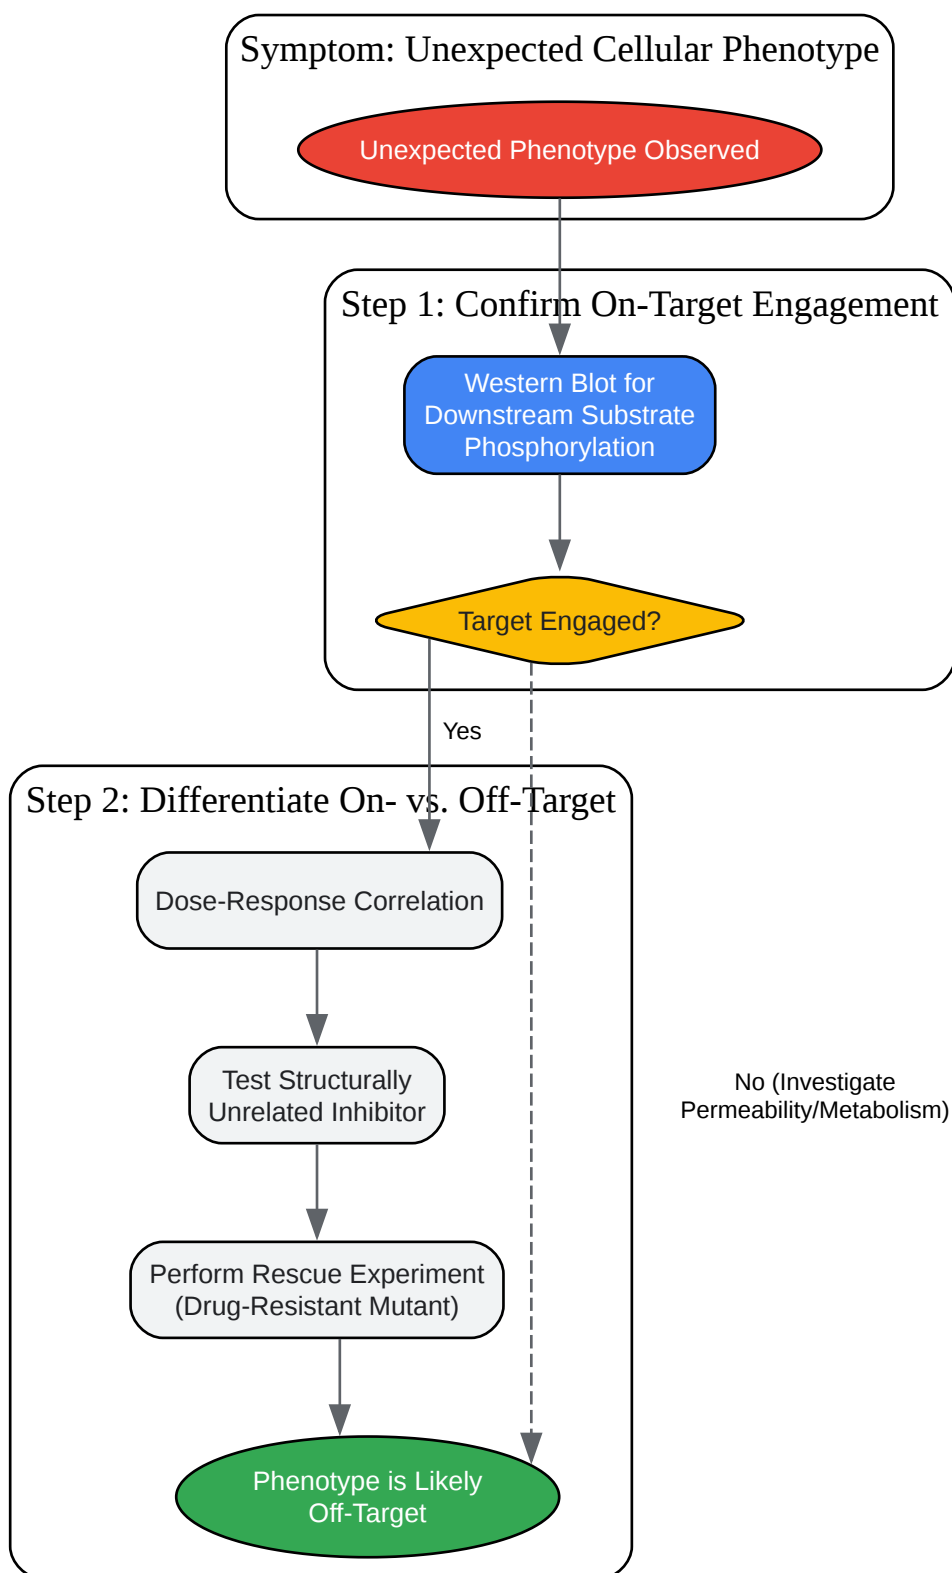 Symptom: Unexpected Cellular Phenotype
Unexpected Phenotype Observed
Step 1: Confirm On-Target Engagement
Western Blot for
Downstream Substrate
Phosphorylation
Target Engaged?
Yes
Step 2: Differentiate On- vs. Off-Target
Dose-Response Correlation
Test Structurally
Unrelated Inhibitor
No (Investigate
Permeability/Metabolism)
Perform Rescue Experiment
(Drug-Resistant Mutant)
Phenotype is Likely
Off-Target